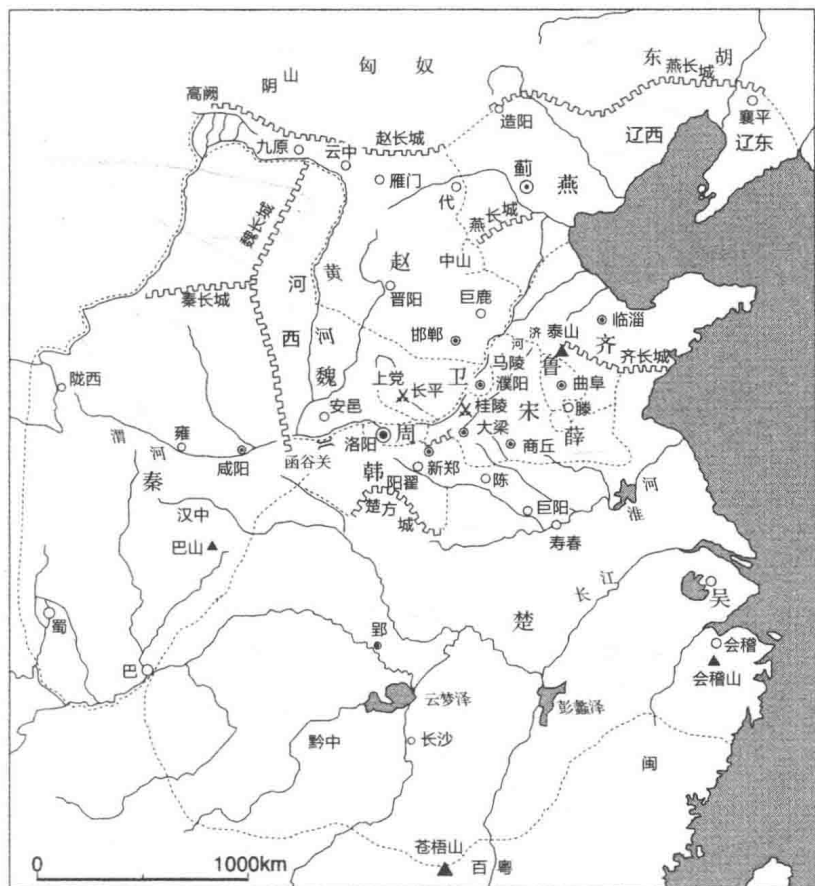 东胡
匈奴
阴山
燕长城
高阙
襄平
造阳
辽西
辽东
赵长城
九原
云中
雁门
蓟
燕
代
燕长城
魏长城
中山
赵
黄河
河西
秦长城
晋阳
巨鹿
临淄
邯郸
济
河
泰山
齐
马陵
鲁
齐长城
陇西
魏
上党
长平
卫
濮阳
曲阜
安邑
桂陵
宋
滕
薛
洛阳
周
大梁
商丘
渭河
雍
咸阳
函谷关
新郑
韩
阳翟
陈
秦
楚方城
巨阳
淮河
汉中
寿春
巴山
长江
吴
楚
蜀
郢
会稽
巴
会稽山
云梦泽
彭蠡泽
黔中
长沙
闽
苍梧山
百粤
0 1000km